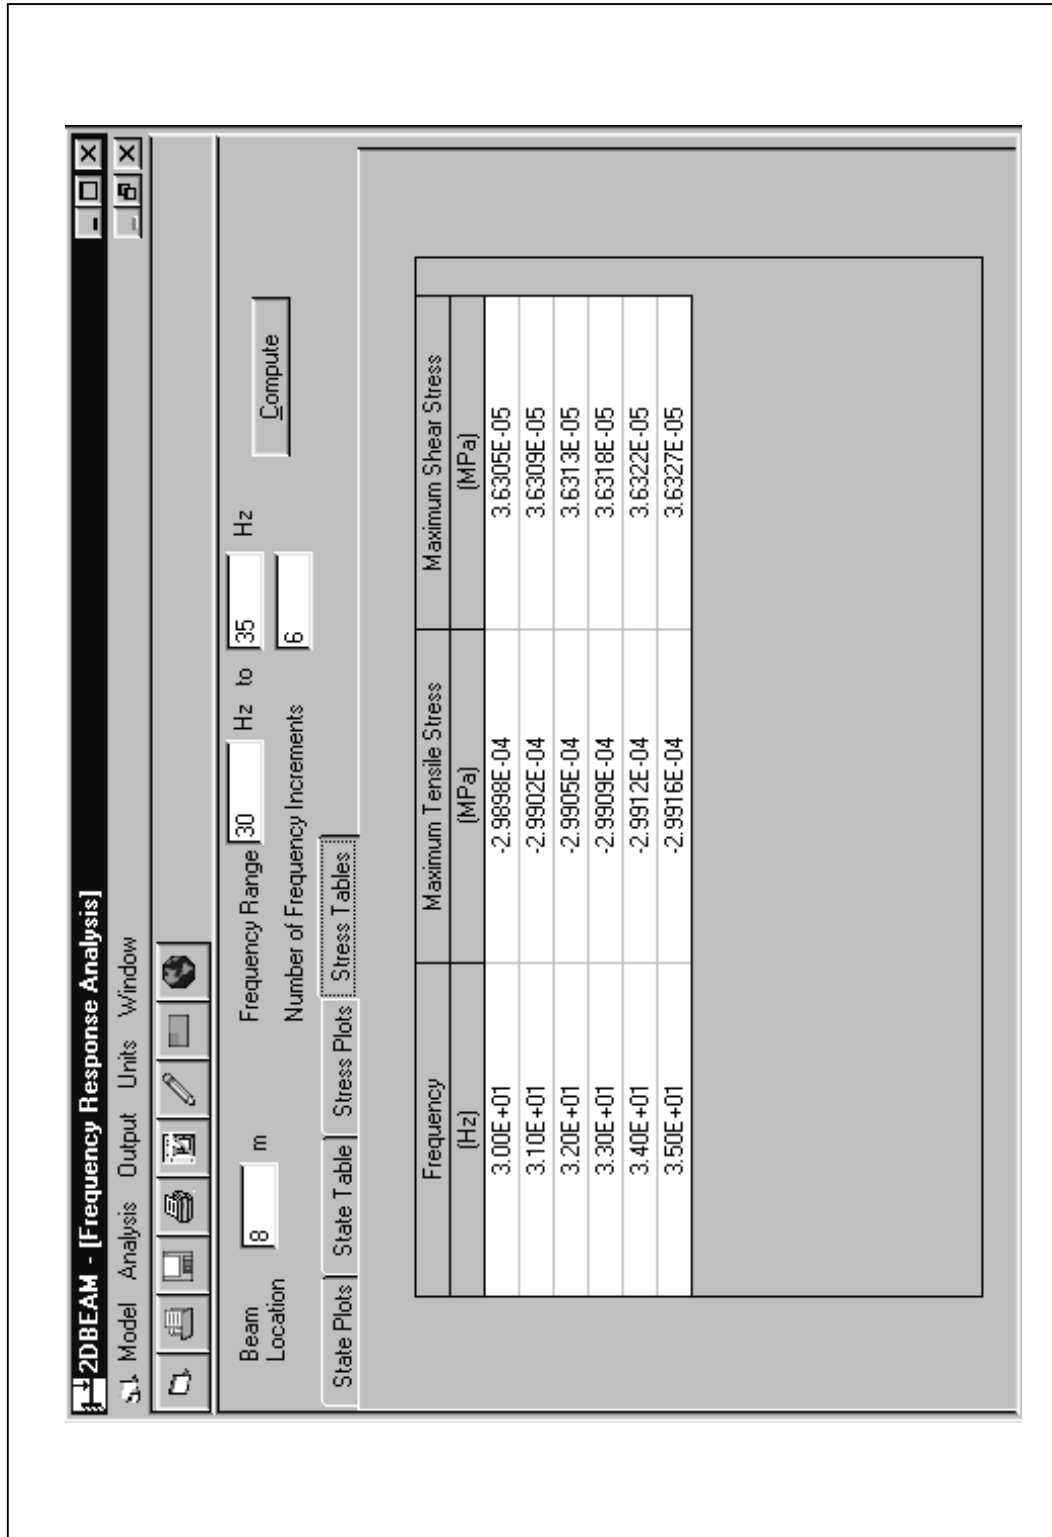 2DBEAM - [Frequency Response Analysis]
Model Analysis Output Units Window
Beam Location 8 m
Frequency Range 30 Hz to 35 Hz
Number of Frequency Increments 6
Compute
State Plots State Table Stress Plots Stress Tables
Frequency Maximum Tensile Stress Maximum Shear Stress
(Hz) (MPa) (MPa)
3.00E+01 -2.9898E-04 3.6305E-05
3.10E+01 -2.9902E-04 3.6309E-05
3.20E+01 -2.9905E-04 3.6313E-05
3.30E+01 -2.9909E-04 3.6318E-05
3.40E+01 -2.9912E-04 3.6322E-05
3.50E+01 -2.9916E-04 3.6327E-05